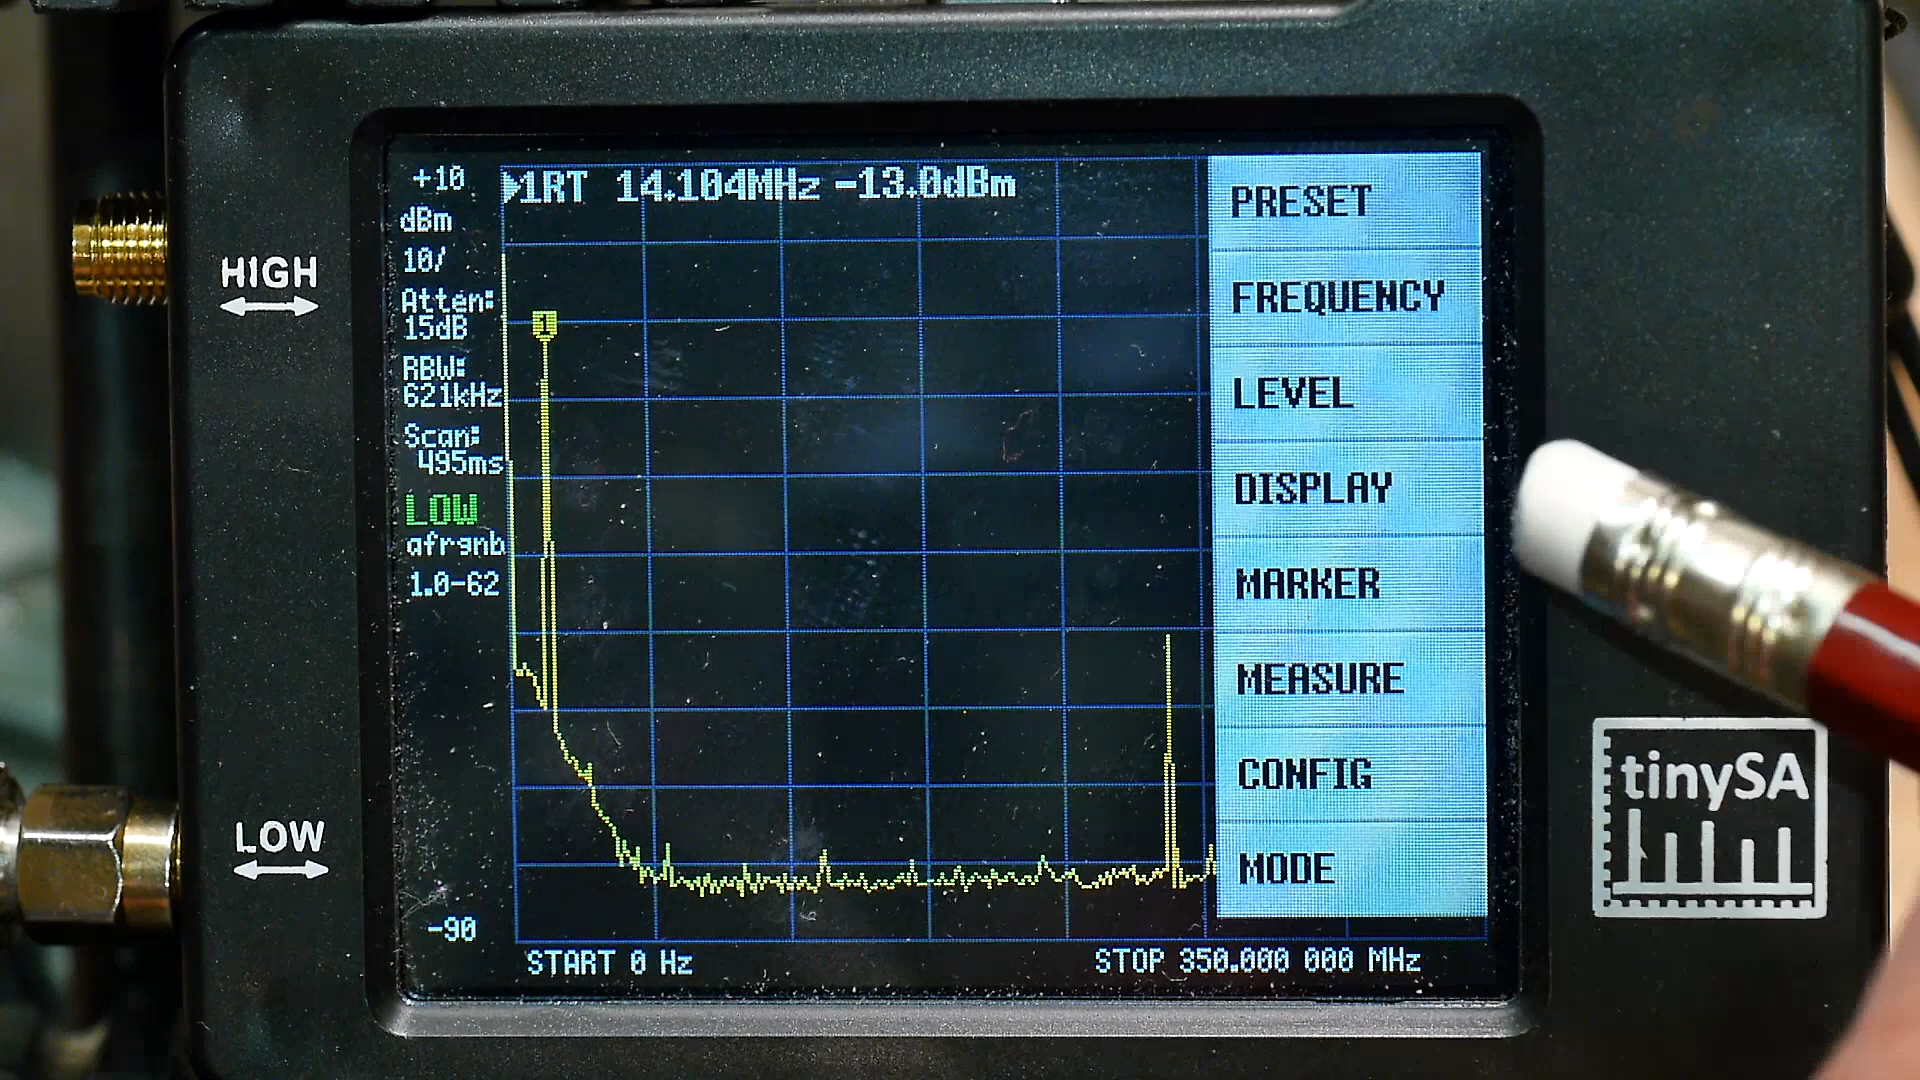 HIGH
LOW
+10
dBm
10/
Atten:
15dB
RBW:
621kHz
Scan:
495ms
LOW
afrgnb
1.0-62
-90
1RT 14.104MHz -13.0dBm
1
START 0 Hz
STOP 350.000 000 MHz
PRESET
FREQUENCY
LEVEL
DISPLAY
MARKER
MEASURE
CONFIG
MODE
tinySA